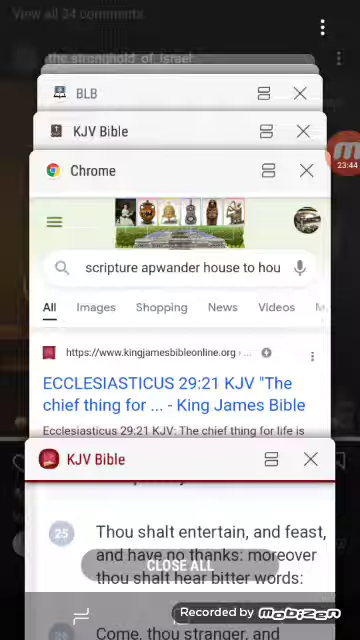 View all 34 comments
the stronghold of Israel
BLB
KJV Bible
23:44
Chrome
scripture apwander house to hou
All Images Shopping News Videos M
https://www.kingjamesbibleonline.org › ...
ECCLESIASTICUS 29:21 KJV "The
chief thing for ... - King James Bible
Ecclesiasticus 29:21 KJV: The chief thing for life is
KJV Bible
25 Thou shalt entertain, and feast,
and have no thanks: moreover
CLOSE ALL
thou shalt hear bitter words:
Recorded by MOBIZEN
Come, thou stranger, and